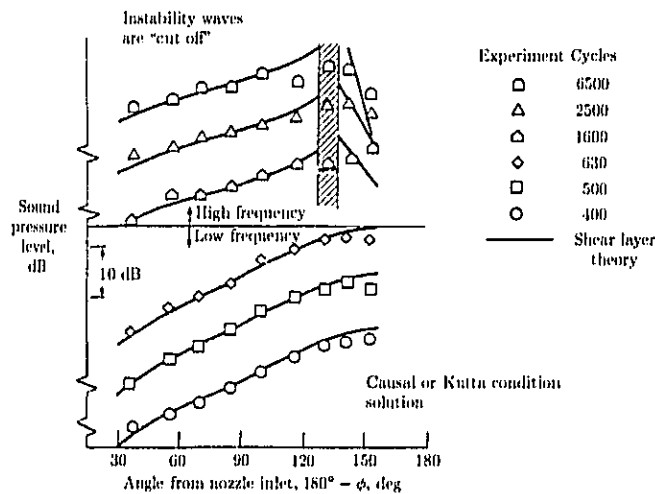 Instability waves
are "cut off"
Experiment Cycles
6500
2500
1600
630
500
400
Shear layer
theory
High frequency
Low frequency
Sound
pressure
level,
dB
10 dB
Causal or Kutta condition
solution
30 60 90 120 150 180
Angle from nozzle inlet, 180° − ϕ, deg